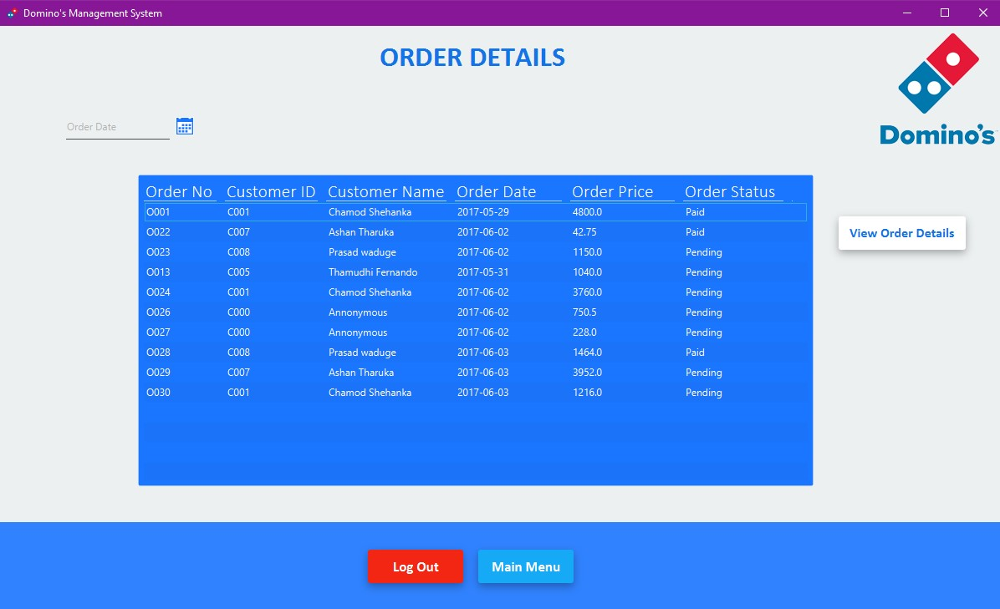 Domino's Management System
ORDER DETAILS
Domino's
Order Date
Order No Customer ID Customer Name Order Date Order Price Order Status
O001 C001 Chamod Shehanka 2017-05-29 4800.0 Paid
O022 C007 Ashan Tharuka 2017-06-02 42.75 Paid
O023 C008 Prasad waduge 2017-06-02 1150.0 Pending
O013 C005 Thamudhi Fernando 2017-05-31 1040.0 Pending
O024 C001 Chamod Shehanka 2017-06-02 3760.0 Pending
O026 C000 Annonymous 2017-06-02 750.5 Pending
O027 C000 Annonymous 2017-06-02 228.0 Pending
O028 C008 Prasad waduge 2017-06-03 1464.0 Paid
O029 C007 Ashan Tharuka 2017-06-03 3952.0 Pending
O030 C001 Chamod Shehanka 2017-06-03 1216.0 Pending
View Order Details
Log Out Main Menu